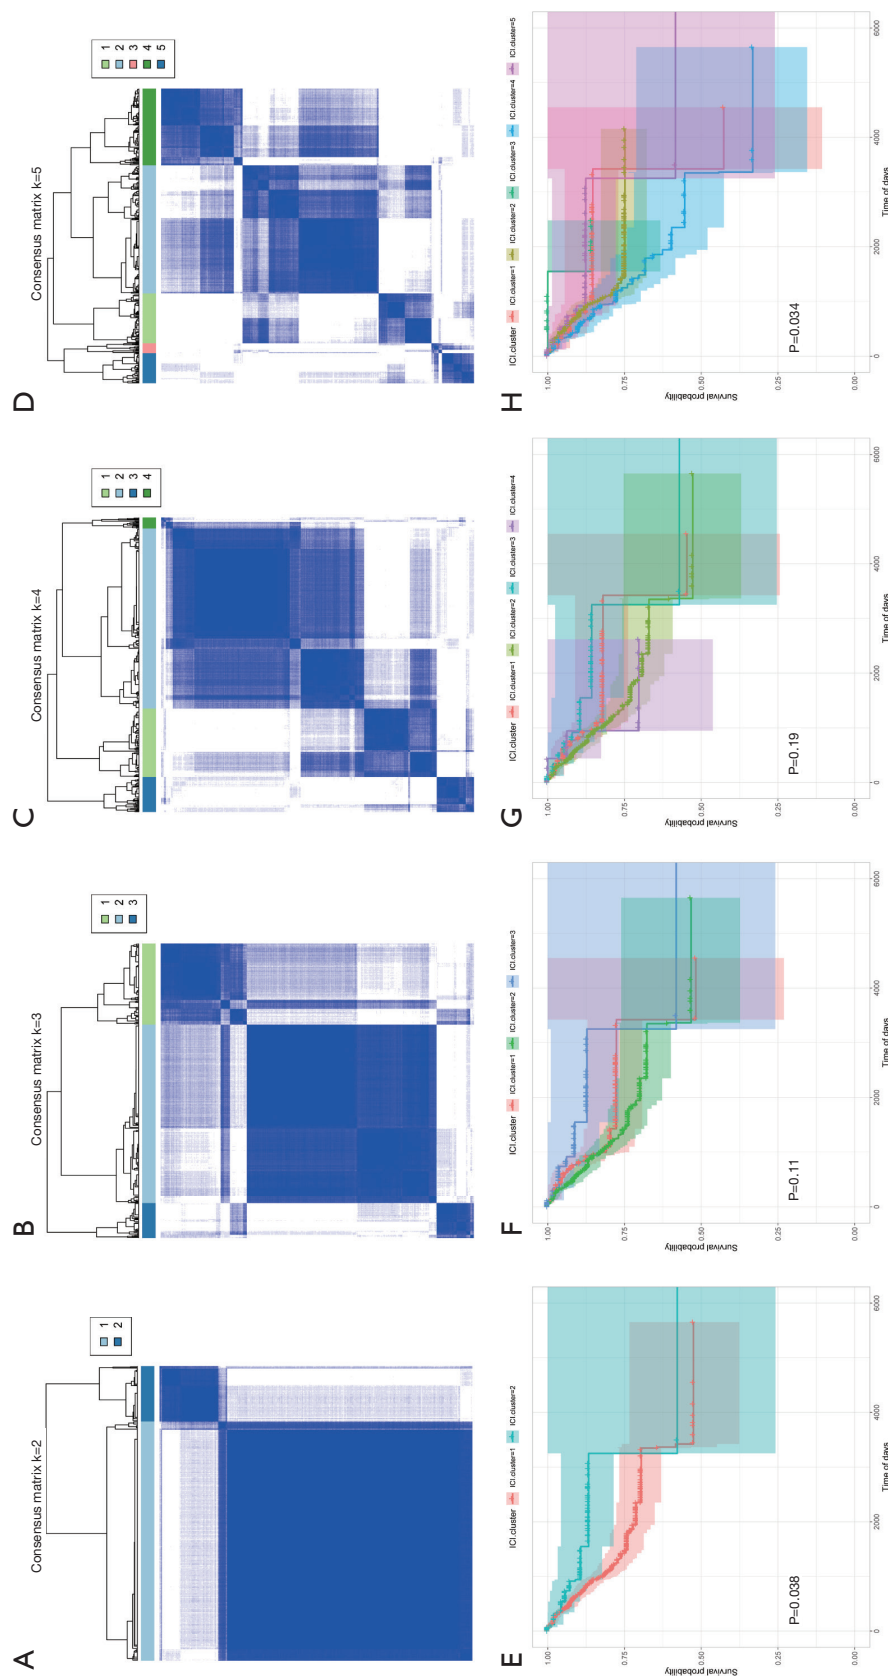 A
Consensus matrix k=2
1
2
B
Consensus matrix k=3
1
2
3
C
Consensus matrix k=4
1
2
3
4
D
Consensus matrix k=5
1
2
3
4
5
E
ICI.cluster ICI.cluster=1 ICI.cluster=2
Survival probability
1.00
0.75
0.50
0.25
0.00
P=0.038
0 2000 4000 6000
Time of days
F
ICI.cluster ICI.cluster=1 ICI.cluster=2 ICI.cluster=3
Survival probability
1.00
0.75
0.50
0.25
0.00
P=0.11
0 2000 4000 6000
Time of days
G
ICI.cluster ICI.cluster=1 ICI.cluster=2 ICI.cluster=3 ICI.cluster=4
Survival probability
1.00
0.75
0.50
0.25
0.00
P=0.19
0 2000 4000 6000
Time of days
H
ICI.cluster ICI.cluster=1 ICI.cluster=2 ICI.cluster=3 ICI.cluster=4 ICI.cluster=5
Survival probability
1.00
0.75
0.50
0.25
0.00
P=0.034
0 2000 4000 6000
Time of days